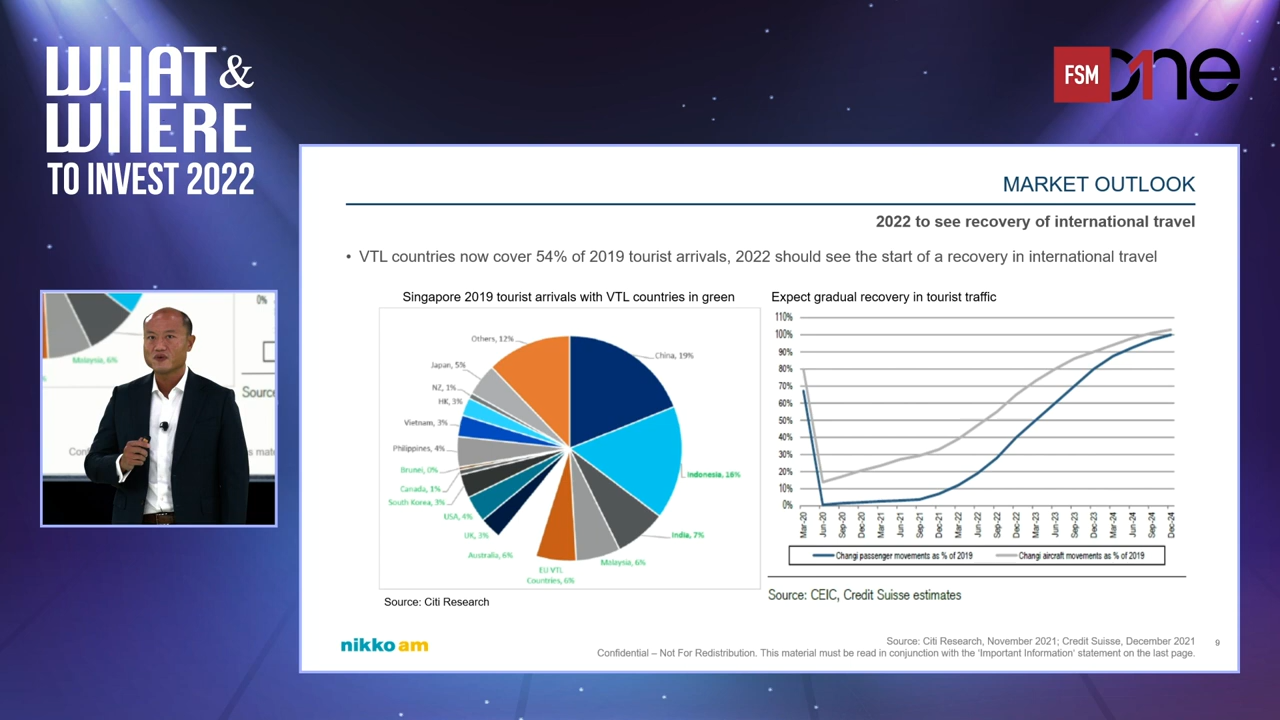 WHAT &
WHERE
TO INVEST 2022
FSM One
MARKET OUTLOOK
2022 to see recovery of international travel
• VTL countries now cover 54% of 2019 tourist arrivals, 2022 should see the start of a recovery in international travel
Singapore 2019 tourist arrivals with VTL countries in green
Others, 12%
China, 19%
Japan, 5%
NZ, 1%
HK, 3%
Vietnam, 3%
Philippines, 4%
Brunei, 0%
Indonesia, 16%
Canada, 1%
South Korea, 3%
USA, 4%
UK, 3%
India, 7%
Australia, 6%
Malaysia, 6%
EU VTL
Countries, 6%
Source: Citi Research
Expect gradual recovery in tourist traffic
110%
100%
90%
80%
70%
60%
50%
40%
30%
20%
10%
0%
Mar-20
Jun-20
Sep-20
Dec-20
Mar-21
Jun-21
Sep-21
Dec-21
Mar-22
Jun-22
Sep-22
Dec-22
Mar-23
Jun-23
Sep-23
Dec-23
Mar-24
Jun-24
Sep-24
Dec-24
Changi passenger movements as % of 2019
Changi aircraft movements as % of 2019
Source: CEIC, Credit Suisse estimates
nikko am
Source: Citi Research, November 2021; Credit Suisse, December 2021
Confidential – Not For Redistribution. This material must be read in conjunction with the 'Important Information' statement on the last page.
9
0%
Malaysia, 6%
Source
Con
s mate